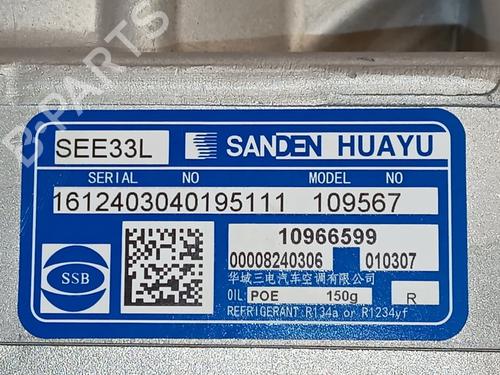 B-PARTS
SEE33L SANDEN HUAYU
SERIAL NO MODEL NO
1612403040195111 109567
10966599
00008240306 010307
华域三电汽车空调有限公司
SSB
OIL: POE 150g R
REFRIGERANT:R134a or R1234yf